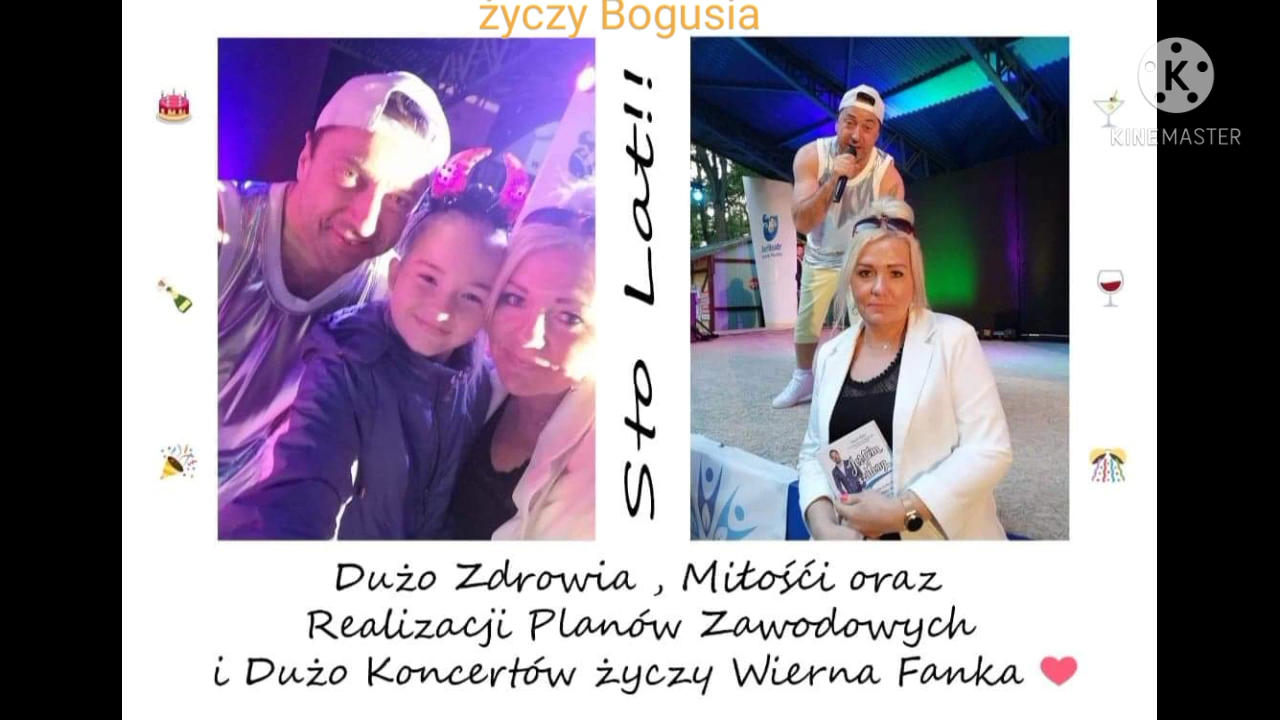 życzy Bogusia
Sto Lat!!
K
KINEMASTER
Dużo Zdrowia , Miłośći oraz
Realizacji Planów Zawodowych
i Dużo Koncertów życzy Wierna Fanka